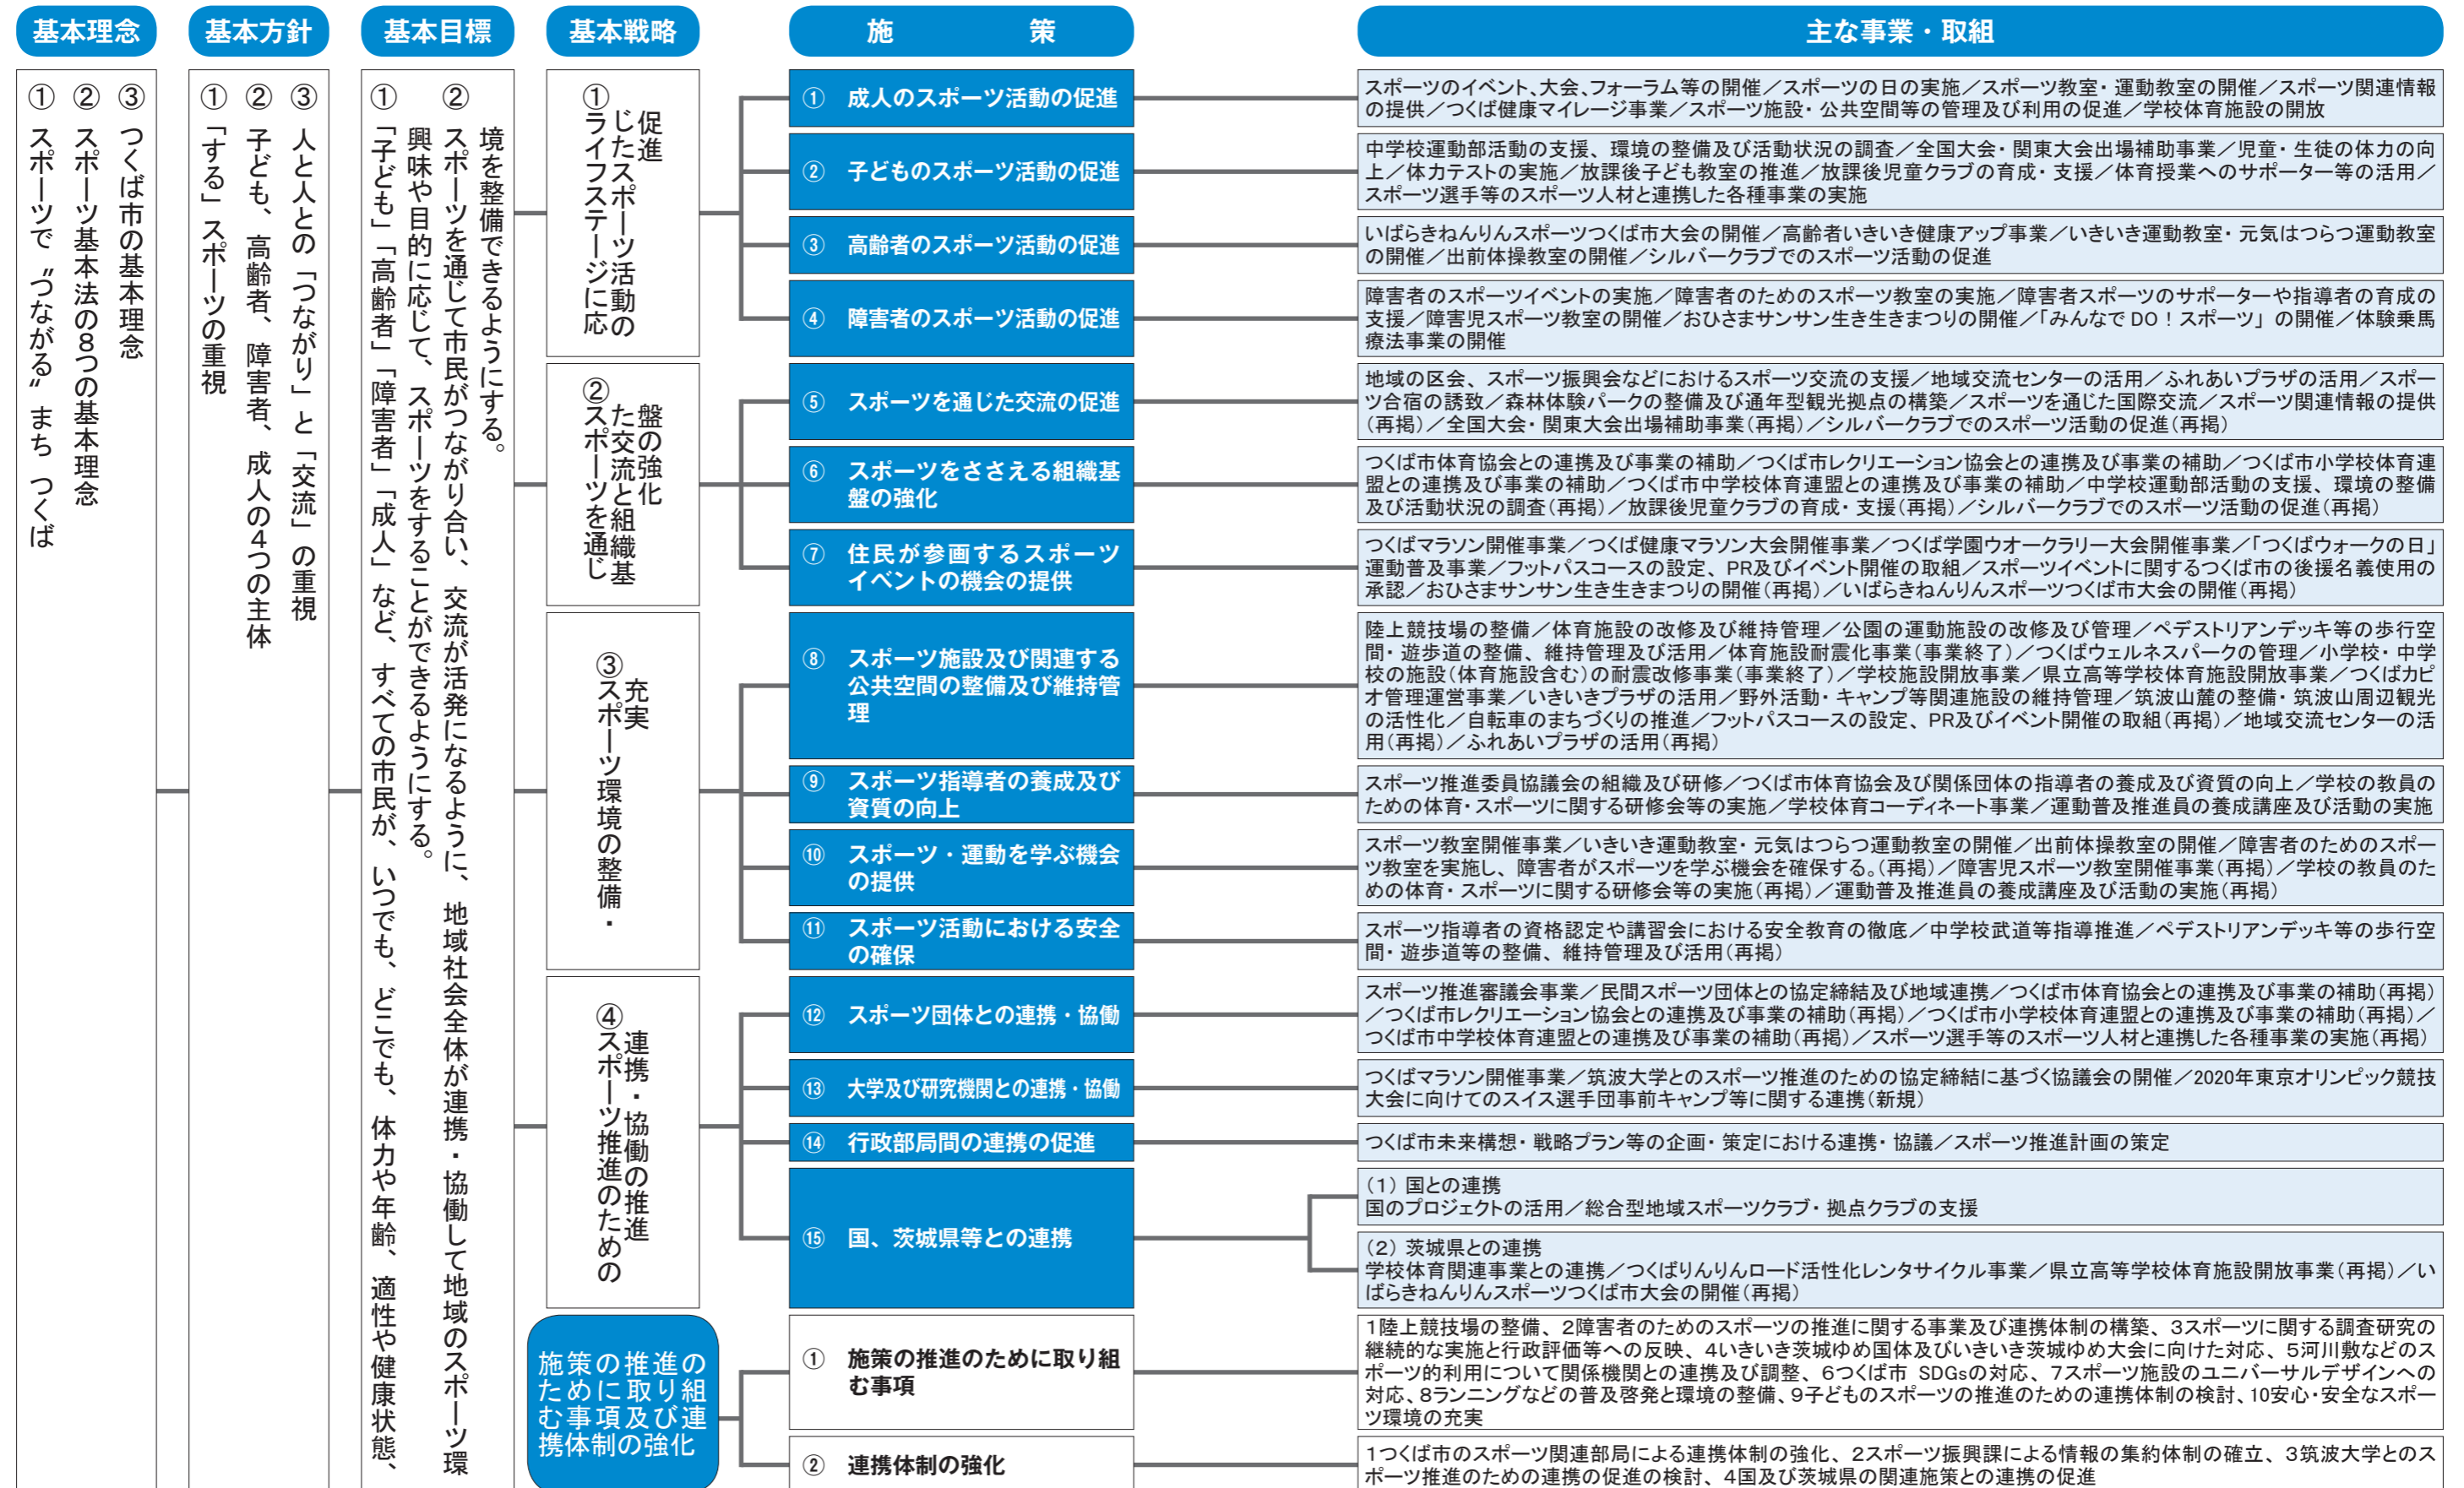 基本理念
基本方針
基本目標
基本戦略
施策
主な事業・取組
① スポーツで〝つながる〟まち つくば
② スポーツ基本法の8つの基本理念
③ つくば市の基本理念
① 「する」スポーツの重視
② 子ども、高齢者、障害者、成人の4つの主体
③ 人と人との「つながり」と「交流」の重視
① 「子ども」「高齢者」「障害者」「成人」など、すべての市民が、いつでも、どこでも、体力や年齢、適性や健康状態、
興味や目的に応じて、スポーツをすることができるようにする。
② スポーツを通じて市民がつながり合い、交流が活発になるように、地域社会全体が連携・協働して地域のスポーツ環
境を整備できるようにする。
① ライフステージに応
じたスポーツ活動の
促進
① 成人のスポーツ活動の促進
スポーツのイベント、大会、フォーラム等の開催／スポーツの日の実施／スポーツ教室・運動教室の開催／スポーツ関連情報
の提供／つくば健康マイレージ事業／スポーツ施設・公共空間等の管理及び利用の促進／学校体育施設の開放
② 子どものスポーツ活動の促進
中学校運動部活動の支援、環境の整備及び活動状況の調査／全国大会・関東大会出場補助事業／児童・生徒の体力の向
上／体力テストの実施／放課後子ども教室の推進／放課後児童クラブの育成・支援／体育授業へのサポーター等の活用／
スポーツ選手等のスポーツ人材と連携した各種事業の実施
③ 高齢者のスポーツ活動の促進
いばらきねんりんスポーツつくば市大会の開催／高齢者いきいき健康アップ事業／いきいき運動教室・元気はつらつ運動教室
の開催／出前体操教室の開催／シルバークラブでのスポーツ活動の促進
④ 障害者のスポーツ活動の促進
障害者のスポーツイベントの実施／障害者のためのスポーツ教室の実施／障害者スポーツのサポーターや指導者の育成の
支援／障害児スポーツ教室の開催／おひさまサンサン生き生きまつりの開催／「みんなでDO！スポーツ」の開催／体験乗馬
療法事業の開催
② スポーツを通じ
た交流と組織基
盤の強化
⑤ スポーツを通じた交流の促進
地域の区会、スポーツ振興会などにおけるスポーツ交流の支援／地域交流センターの活用／ふれあいプラザの活用／スポー
ツ合宿の誘致／森林体験パークの整備及び通年型観光拠点の構築／スポーツを通じた国際交流／スポーツ関連情報の提供
（再掲）／全国大会・関東大会出場補助事業（再掲）／シルバークラブでのスポーツ活動の促進（再掲）
⑥ スポーツをささえる組織基
盤の強化
つくば市体育協会との連携及び事業の補助／つくば市レクリエーション協会との連携及び事業の補助／つくば市小学校体育連
盟との連携及び事業の補助／つくば市中学校体育連盟との連携及び事業の補助／中学校運動部活動の支援、環境の整備
及び活動状況の調査（再掲）／放課後児童クラブの育成・支援（再掲）／シルバークラブでのスポーツ活動の促進（再掲）
⑦ 住民が参画するスポーツ
イベントの機会の提供
つくばマラソン開催事業／つくば健康マラソン大会開催事業／つくば学園ウオークラリー大会開催事業／「つくばウォークの日」
運動普及事業／フットパスコースの設定、PR及びイベント開催の取組／スポーツイベントに関するつくば市の後援名義使用の
承認／おひさまサンサン生き生きまつりの開催（再掲）／いばらきねんりんスポーツつくば市大会の開催（再掲）
③ スポーツ環境の整備・
充実
⑧ スポーツ施設及び関連する
公共空間の整備及び維持管
理
陸上競技場の整備／体育施設の改修及び維持管理／公園の運動施設の改修及び管理／ペデストリアンデッキ等の歩行空
間・遊歩道の整備、維持管理及び活用／体育施設耐震化事業（事業終了）／つくばウェルネスパークの管理／小学校・中学
校の施設（体育施設含む）の耐震改修事業（事業終了）／学校施設開放事業／県立高等学校体育施設開放事業／つくばカピ
オ管理運営事業／いきいきプラザの活用／野外活動・キャンプ等関連施設の維持管理／筑波山麓の整備・筑波山周辺観光
の活性化／自転車のまちづくりの推進／フットパスコースの設定、PR及びイベント開催の取組（再掲）／地域交流センターの活
用（再掲）／ふれあいプラザの活用（再掲）
⑨ スポーツ指導者の養成及び
資質の向上
スポーツ推進委員協議会の組織及び研修／つくば市体育協会及び関係団体の指導者の養成及び資質の向上／学校の教員の
ための体育・スポーツに関する研修会等の実施／学校体育コーディネート事業／運動普及推進員の養成講座及び活動の実施
⑩ スポーツ・運動を学ぶ機会
の提供
スポーツ教室開催事業／いきいき運動教室・元気はつらつ運動教室の開催／出前体操教室の開催／障害者のためのスポー
ツ教室を実施し、障害者がスポーツを学ぶ機会を確保する。（再掲）／障害児スポーツ教室開催事業（再掲）／学校の教員のた
めの体育・スポーツに関する研修会等の実施（再掲）／運動普及推進員の養成講座及び活動の実施（再掲）
⑪ スポーツ活動における安全
の確保
スポーツ指導者の資格認定や講習会における安全教育の徹底／中学校武道等指導推進／ペデストリアンデッキ等の歩行空
間・遊歩道等の整備、維持管理及び活用（再掲）
④ スポーツ推進のための
連携・協働の推進
⑫ スポーツ団体との連携・協働
スポーツ推進審議会事業／民間スポーツ団体との協定締結及び地域連携／つくば市体育協会との連携及び事業の補助（再掲）
／つくば市レクリエーション協会との連携及び事業の補助（再掲）／つくば市小学校体育連盟との連携及び事業の補助（再掲）／
つくば市中学校体育連盟との連携及び事業の補助（再掲）／スポーツ選手等のスポーツ人材と連携した各種事業の実施（再掲）
⑬ 大学及び研究機関との連携・協働
つくばマラソン開催事業／筑波大学とのスポーツ推進のための協定締結に基づく協議会の開催／2020年東京オリンピック競技
大会に向けてのスイス選手団事前キャンプ等に関する連携（新規）
⑭ 行政部局間の連携の促進
つくば市未来構想・戦略プラン等の企画・策定における連携・協議／スポーツ推進計画の策定
⑮ 国、茨城県等との連携
（1）国との連携
国のプロジェクトの活用／総合型地域スポーツクラブ・拠点クラブの支援
（2）茨城県との連携
学校体育関連事業との連携／つくばりんりんロード活性化レンタサイクル事業／県立高等学校体育施設開放事業（再掲）／い
ばらきねんりんスポーツつくば市大会の開催（再掲）
施策の推進の
ために取り組
む事項及び連
携体制の強化
① 施策の推進のために取り組
む事項
1陸上競技場の整備、2障害者のためのスポーツの推進に関する事業及び連携体制の構築、3スポーツに関する調査研究の
継続的な実施と行政評価等への反映、4いきいき茨城ゆめ国体及びいきいき茨城ゆめ大会に向けた対応、5河川敷などのス
ポーツ的利用について関係機関との連携及び調整、6つくば市 SDGsの対応、7スポーツ施設のユニバーサルデザインへの
対応、8ランニングなどの普及啓発と環境の整備、9子どものスポーツの推進のための連携体制の検討、10安心・安全なスポー
ツ環境の充実
② 連携体制の強化
1つくば市のスポーツ関連部局による連携体制の強化、2スポーツ振興課による情報の集約体制の確立、3筑波大学とのス
ポーツ推進のための連携の促進の検討、4国及び茨城県の関連施策との連携の促進